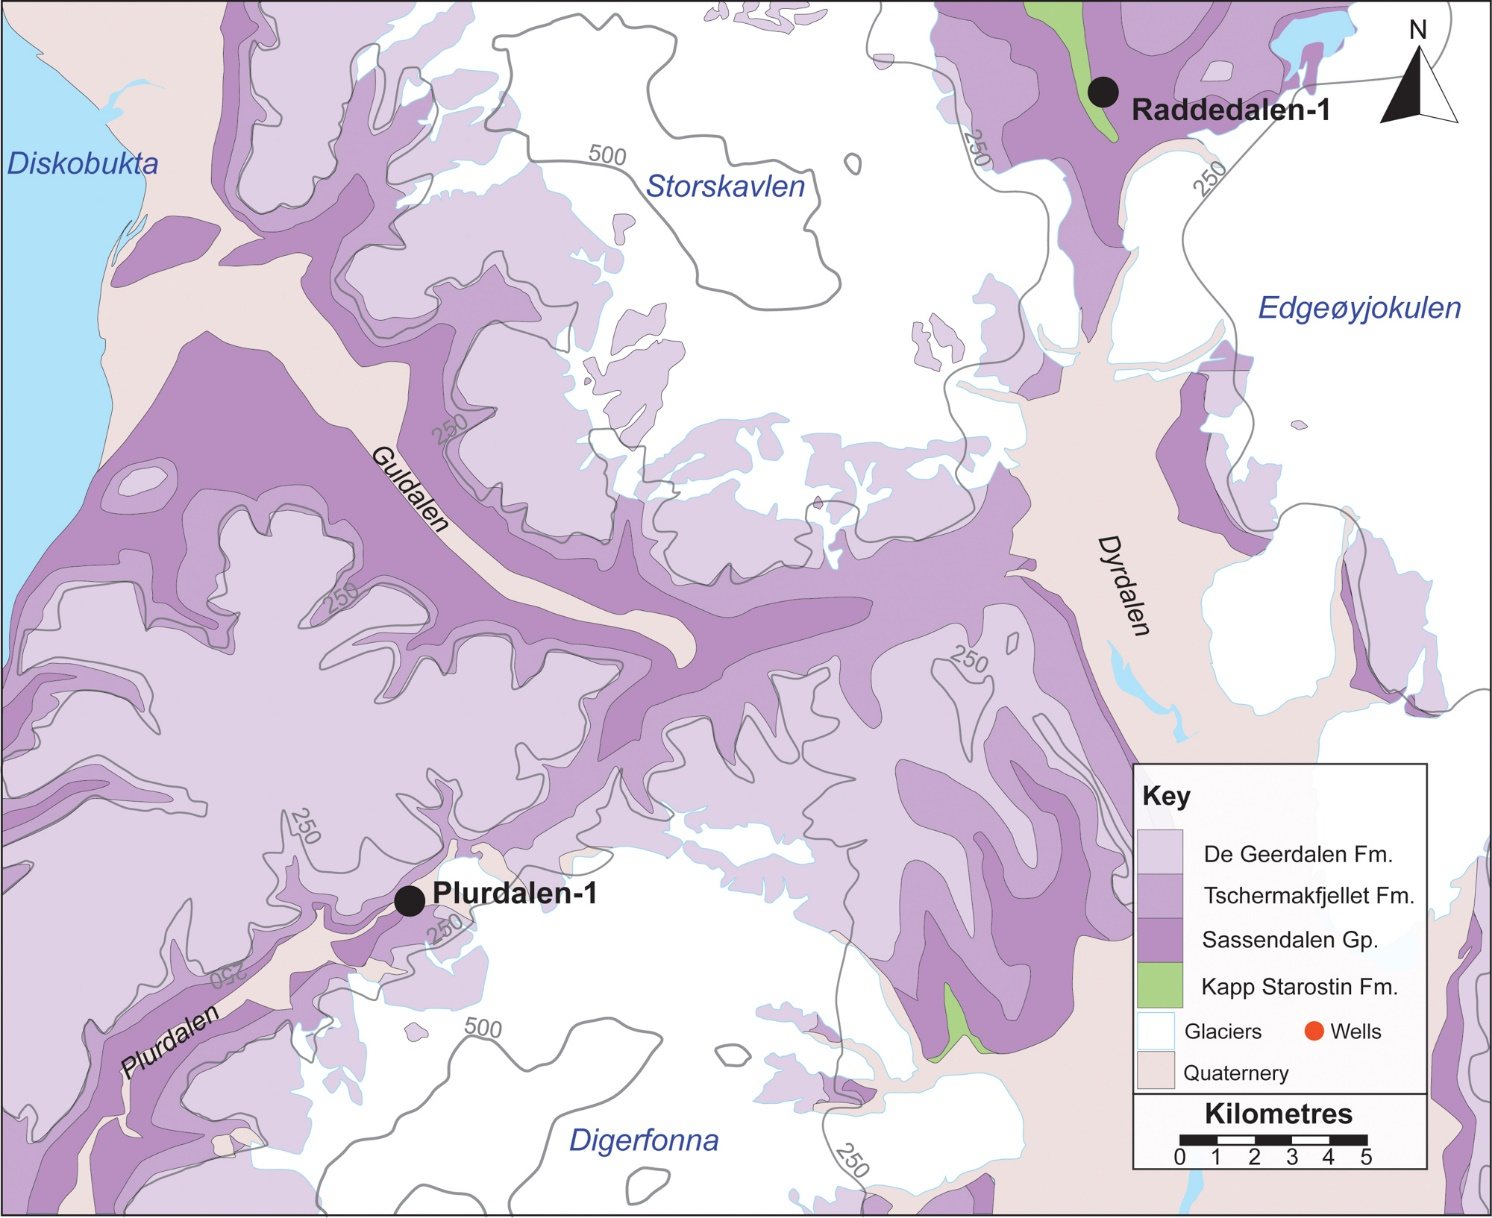 N
Raddedalen-1
Diskobukta
500
250
250
Storskavlen
Edgeøyjokulen
250
Guldalen
Dyrdalen
250
250
250
Key
De Geerdalen Fm.
Tschermakfjellet Fm.
Sassendalen Gp.
Kapp Starostin Fm.
Glaciers
Wells
Quaternery
Kilometres
0 1 2 3 4 5
Plurdalen-1
250
250
Plurdalen
500
Digerfonna
250